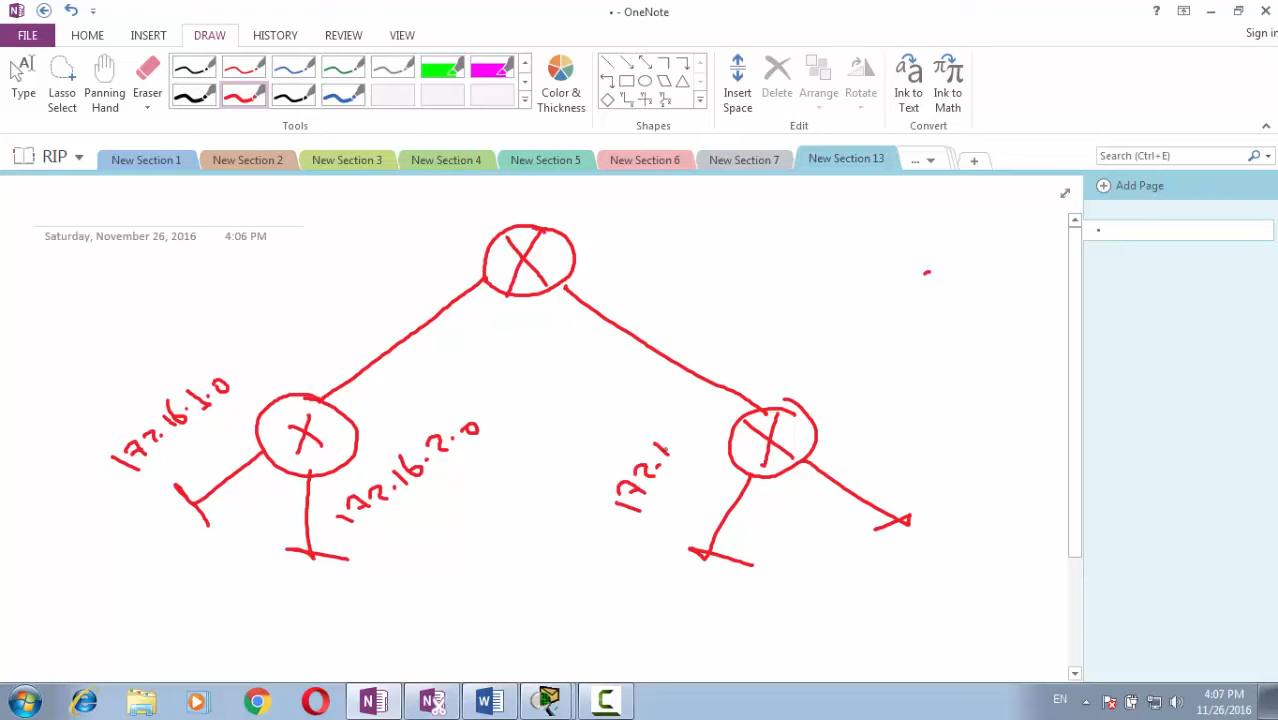 • - OneNote
?
Sign in
FILE
HOME
INSERT
DRAW
HISTORY
REVIEW
VIEW
Type
Lasso Select
Panning Hand
Eraser
Color & Thickness
Insert Space
Delete
Arrange
Rotate
Ink to Text
Ink to Math
Tools
Shapes
Edit
Convert
RIP
New Section 1
New Section 2
New Section 3
New Section 4
New Section 5
New Section 6
New Section 7
New Section 13
...
Search (Ctrl+E)
Add Page
Saturday, November 26, 2016
4:06 PM
172.16.1.0
172.16.2.0
172.1
EN
4:07 PM
11/26/2016